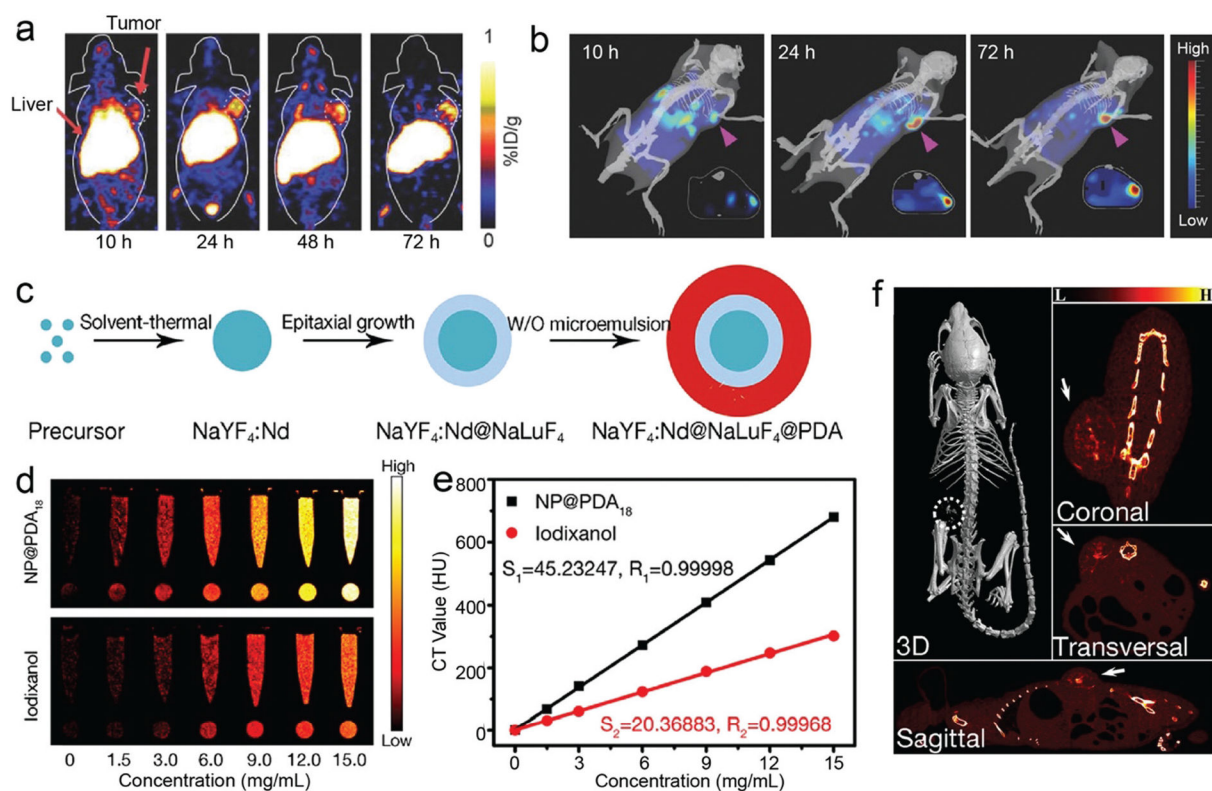 a
Tumor
Liver
1
%ID/g
0
10 h
24 h
48 h
72 h
b
10 h
24 h
72 h
High
Low
c
Solvent-thermal
Epitaxial growth
W/O microemulsion
Precursor
NaYF₄:Nd
NaYF₄:Nd@NaLuF₄
NaYF₄:Nd@NaLuF₄@PDA
d
NP@PDA₁₈
Iodixanol
High
Low
0 1.5 3.0 6.0 9.0 12.0 15.0
Concentration (mg/mL)
e
CT Value (HU)
800
600
400
200
0
NP@PDA₁₈
Iodixanol
S₁=45.23247, R₁=0.99998
S₂=20.36883, R₂=0.99968
0 3 6 9 12 15
Concentration (mg/mL)
f
L H
3D
Coronal
Transversal
Sagittal